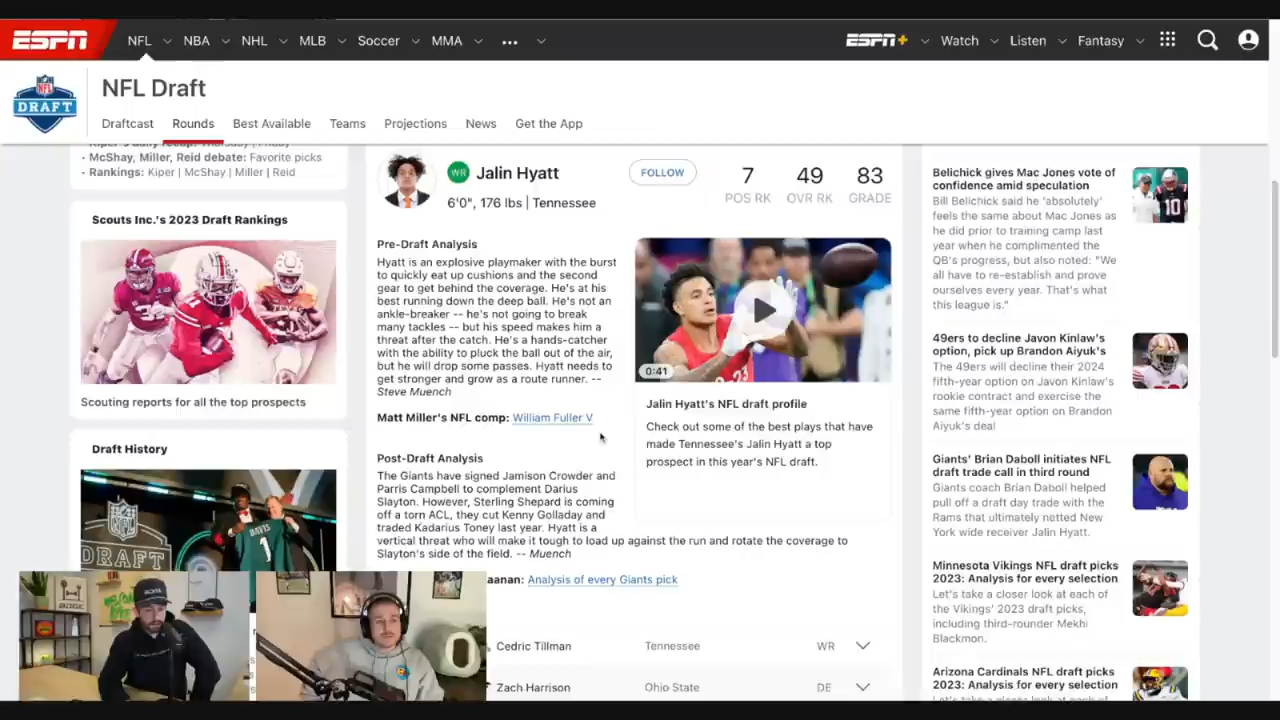 ESPN NFL NBA NHL MLB Soccer MMA ... ESPN+ Watch Listen Fantasy
NFL Draft
DRAFT
Draftcast Rounds Best Available Teams Projections News Get the App
- Kiper's daily recap: Thursday | Friday
- McShay, Miller, Reid debate: Favorite picks
- Rankings: Kiper | McShay | Miller | Reid
Scouts Inc.'s 2023 Draft Rankings
Scouting reports for all the top prospects
Draft History
NFL
DRAFT
DAVIS
1
WR Jalin Hyatt
6'0", 176 lbs | Tennessee
FOLLOW
7 49 83
POS RK OVR RK GRADE
Pre-Draft Analysis
Hyatt is an explosive playmaker with the burst
to quickly eat up cushions and the second
gear to get behind the coverage. He's at his
best running down the deep ball. He's not an
ankle-breaker -- he's not going to break
many tackles -- but his speed makes him a
threat after the catch. He's a hands-catcher
with the ability to pluck the ball out of the air,
but he will drop some passes. Hyatt needs to
get stronger and grow as a route runner. --
Steve Muench
Matt Miller's NFL comp: William Fuller V
0:41
Jalin Hyatt's NFL draft profile
Check out some of the best plays that have
made Tennessee's Jalin Hyatt a top
prospect in this year's NFL draft.
Post-Draft Analysis
The Giants have signed Jamison Crowder and
Parris Campbell to complement Darius
Slayton. However, Sterling Shepard is coming
off a torn ACL, they cut Kenny Golladay and
traded Kadarius Toney last year. Hyatt is a
vertical threat who will make it tough to load up against the run and rotate the coverage to
Slayton's side of the field. -- Muench
aanan: Analysis of every Giants pick
Cedric Tillman Tennessee WR
Zach Harrison Ohio State DE
Belichick gives Mac Jones vote of
confidence amid speculation
Bill Belichick said he 'absolutely'
feels the same about Mac Jones as
he did prior to training camp last
year when he complimented the
QB's progress, but also noted: "We
all have to re-establish and prove
ourselves every year. That's what
this league is."
49ers to decline Javon Kinlaw's
option, pick up Brandon Aiyuk's
The 49ers will decline their 2024
fifth-year option on Javon Kinlaw's
rookie contract and exercise the
same fifth-year option on Brandon
Aiyuk's deal
Giants' Brian Daboll initiates NFL
draft trade call in third round
Giants coach Brian Daboll helped
pull off a draft day trade with the
Rams that ultimately netted New
York wide receiver Jalin Hyatt.
Minnesota Vikings NFL draft picks
2023: Analysis for every selection
Let's take a closer look at each of
the Vikings' 2023 draft picks,
including third-rounder Mekhi
Blackmon.
Arizona Cardinals NFL draft picks
2023: Analysis for every selection